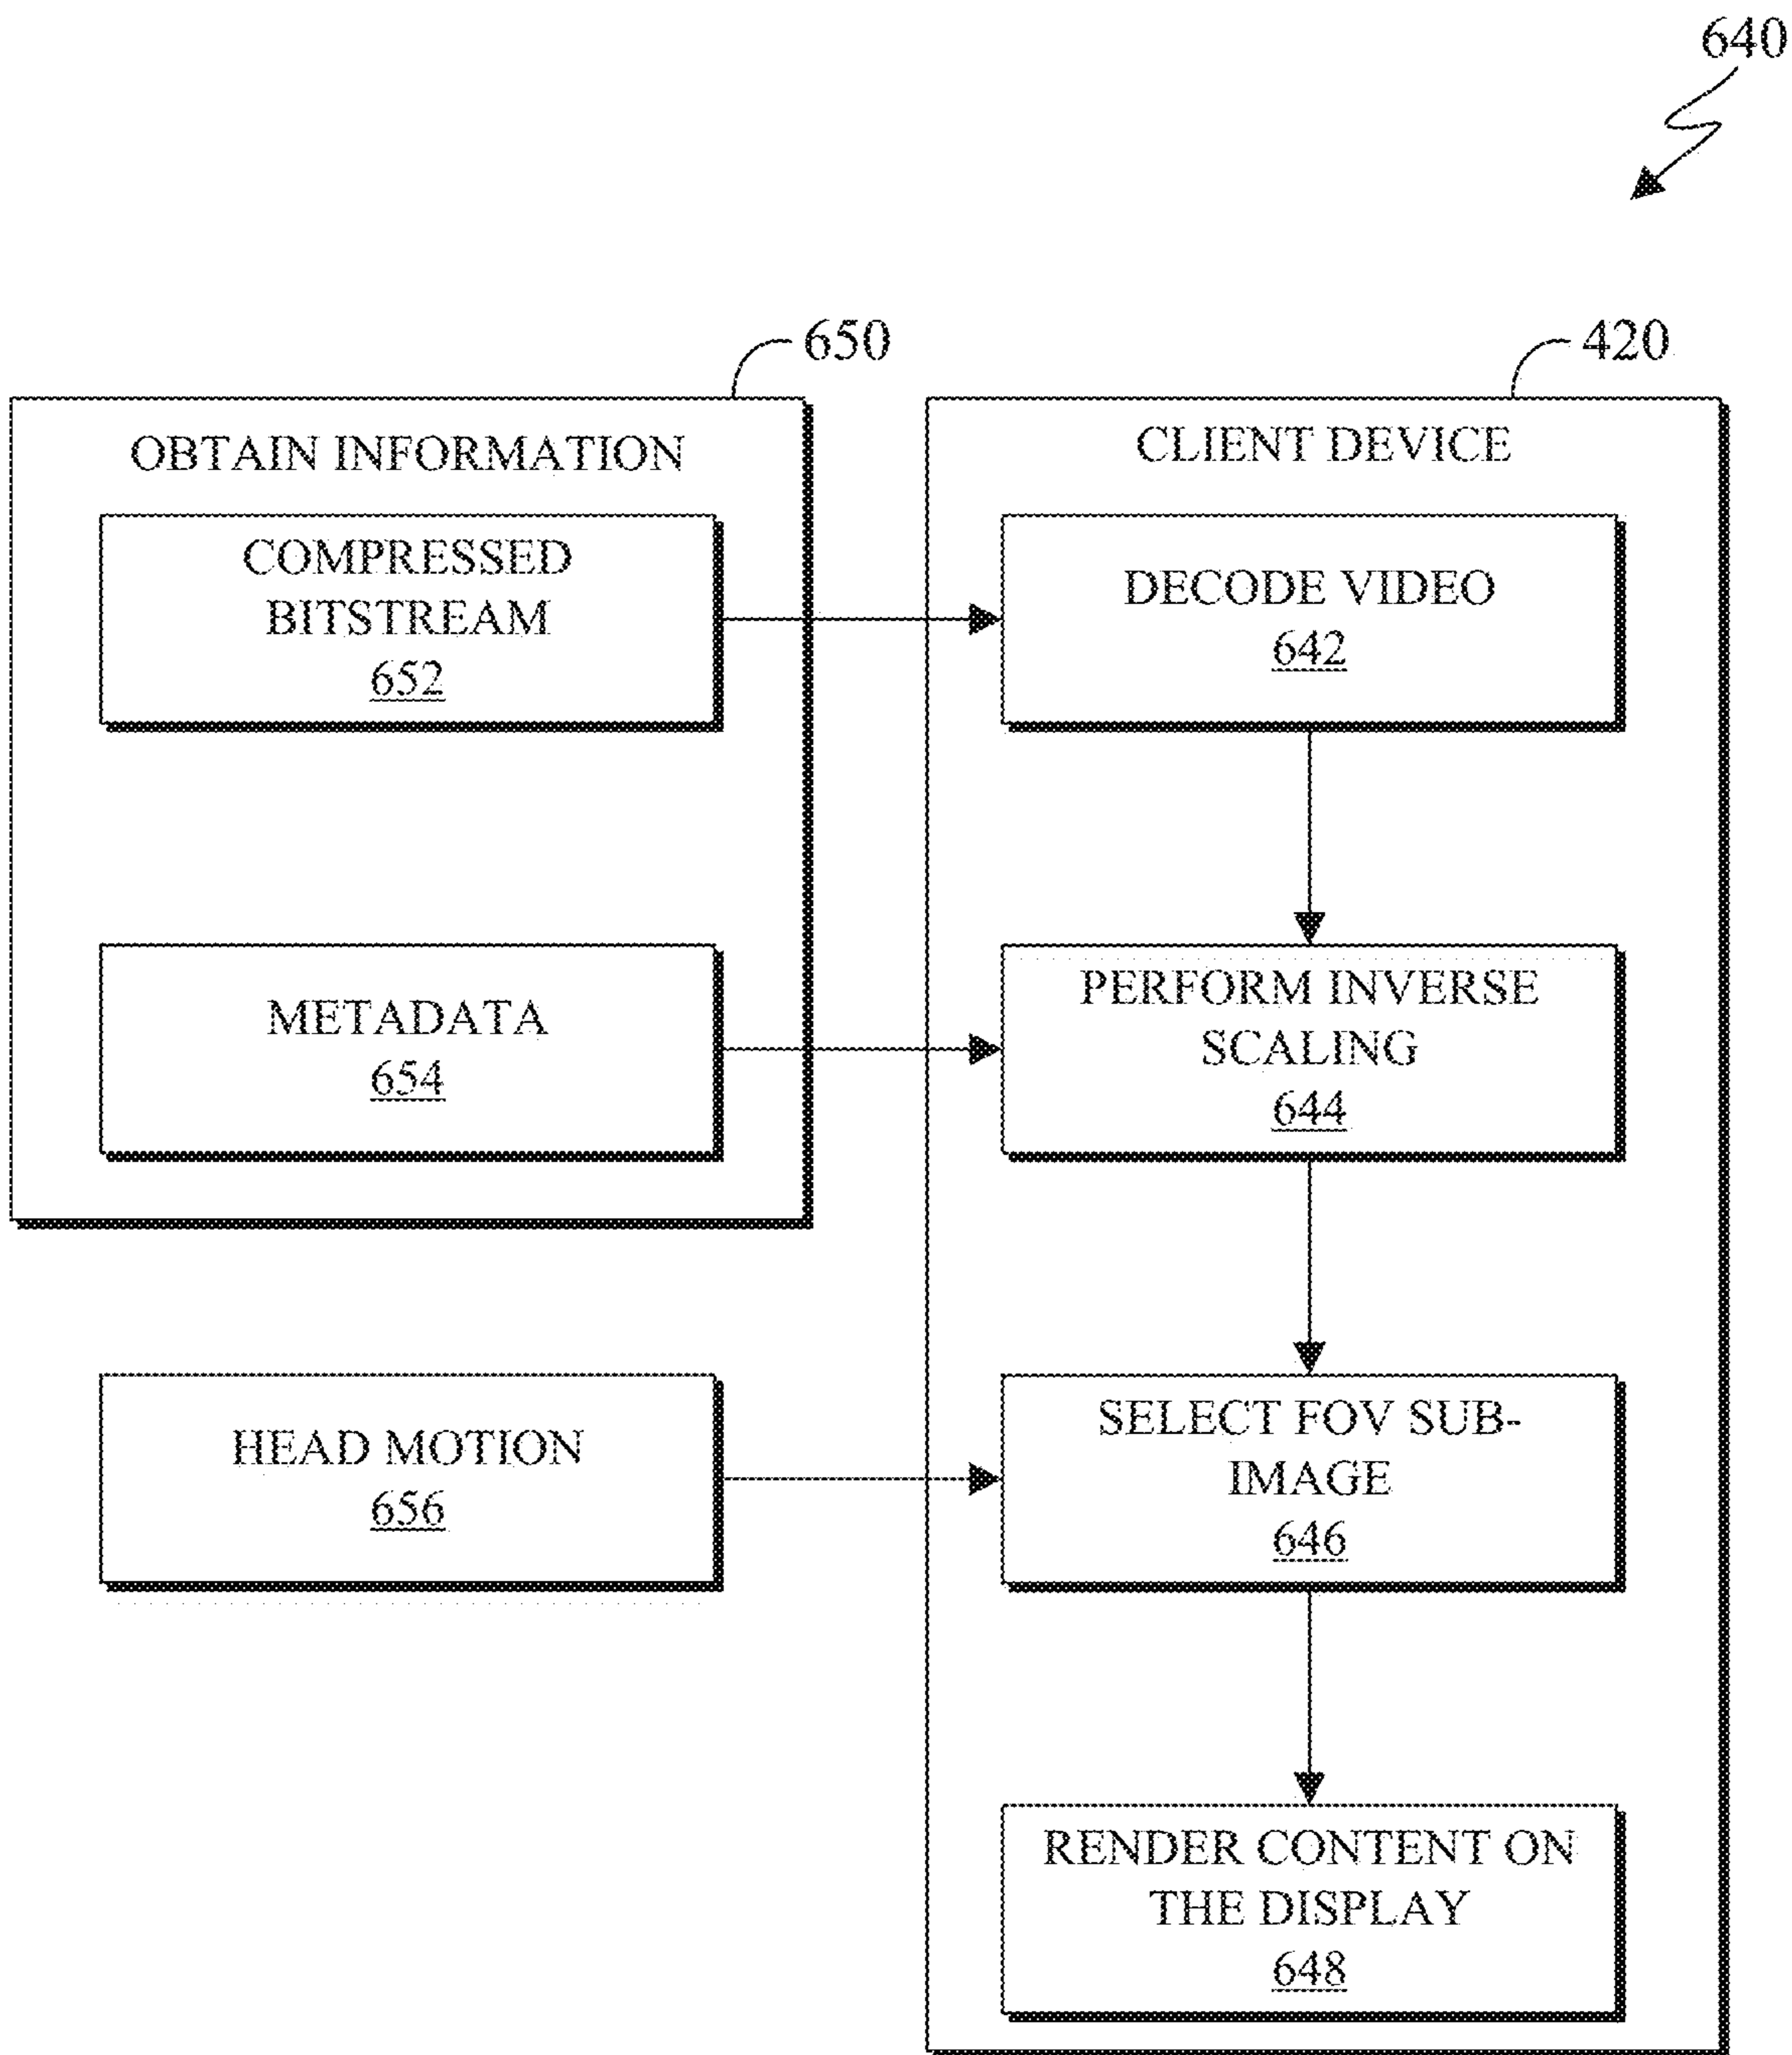 640
650
OBTAIN INFORMATION
COMPRESSED
BITSTREAM
652
METADATA
654
HEAD MOTION
656
420
CLIENT DEVICE
DECODE VIDEO
642
PERFORM INVERSE
SCALING
644
SELECT FOV SUB-
IMAGE
646
RENDER CONTENT ON
THE DISPLAY
648